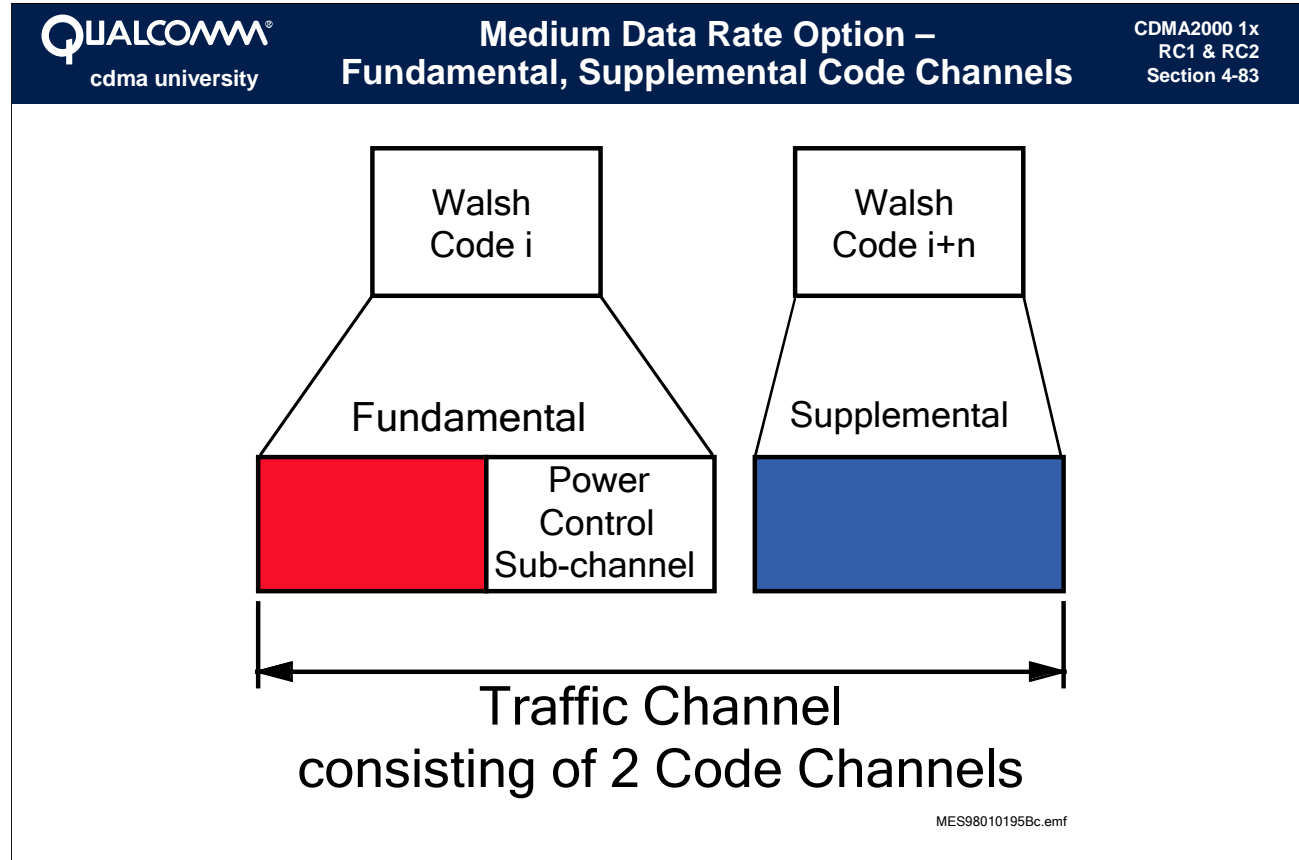 QUALCOMM®
cdma university
Medium Data Rate Option –
Fundamental, Supplemental Code Channels
CDMA2000 1x
RC1 & RC2
Section 4-83
Walsh
Code i
Walsh
Code i+n
Fundamental
Supplemental
Power
Control
Sub-channel
Traffic Channel
consisting of 2 Code Channels
MES98010195Bc.emf